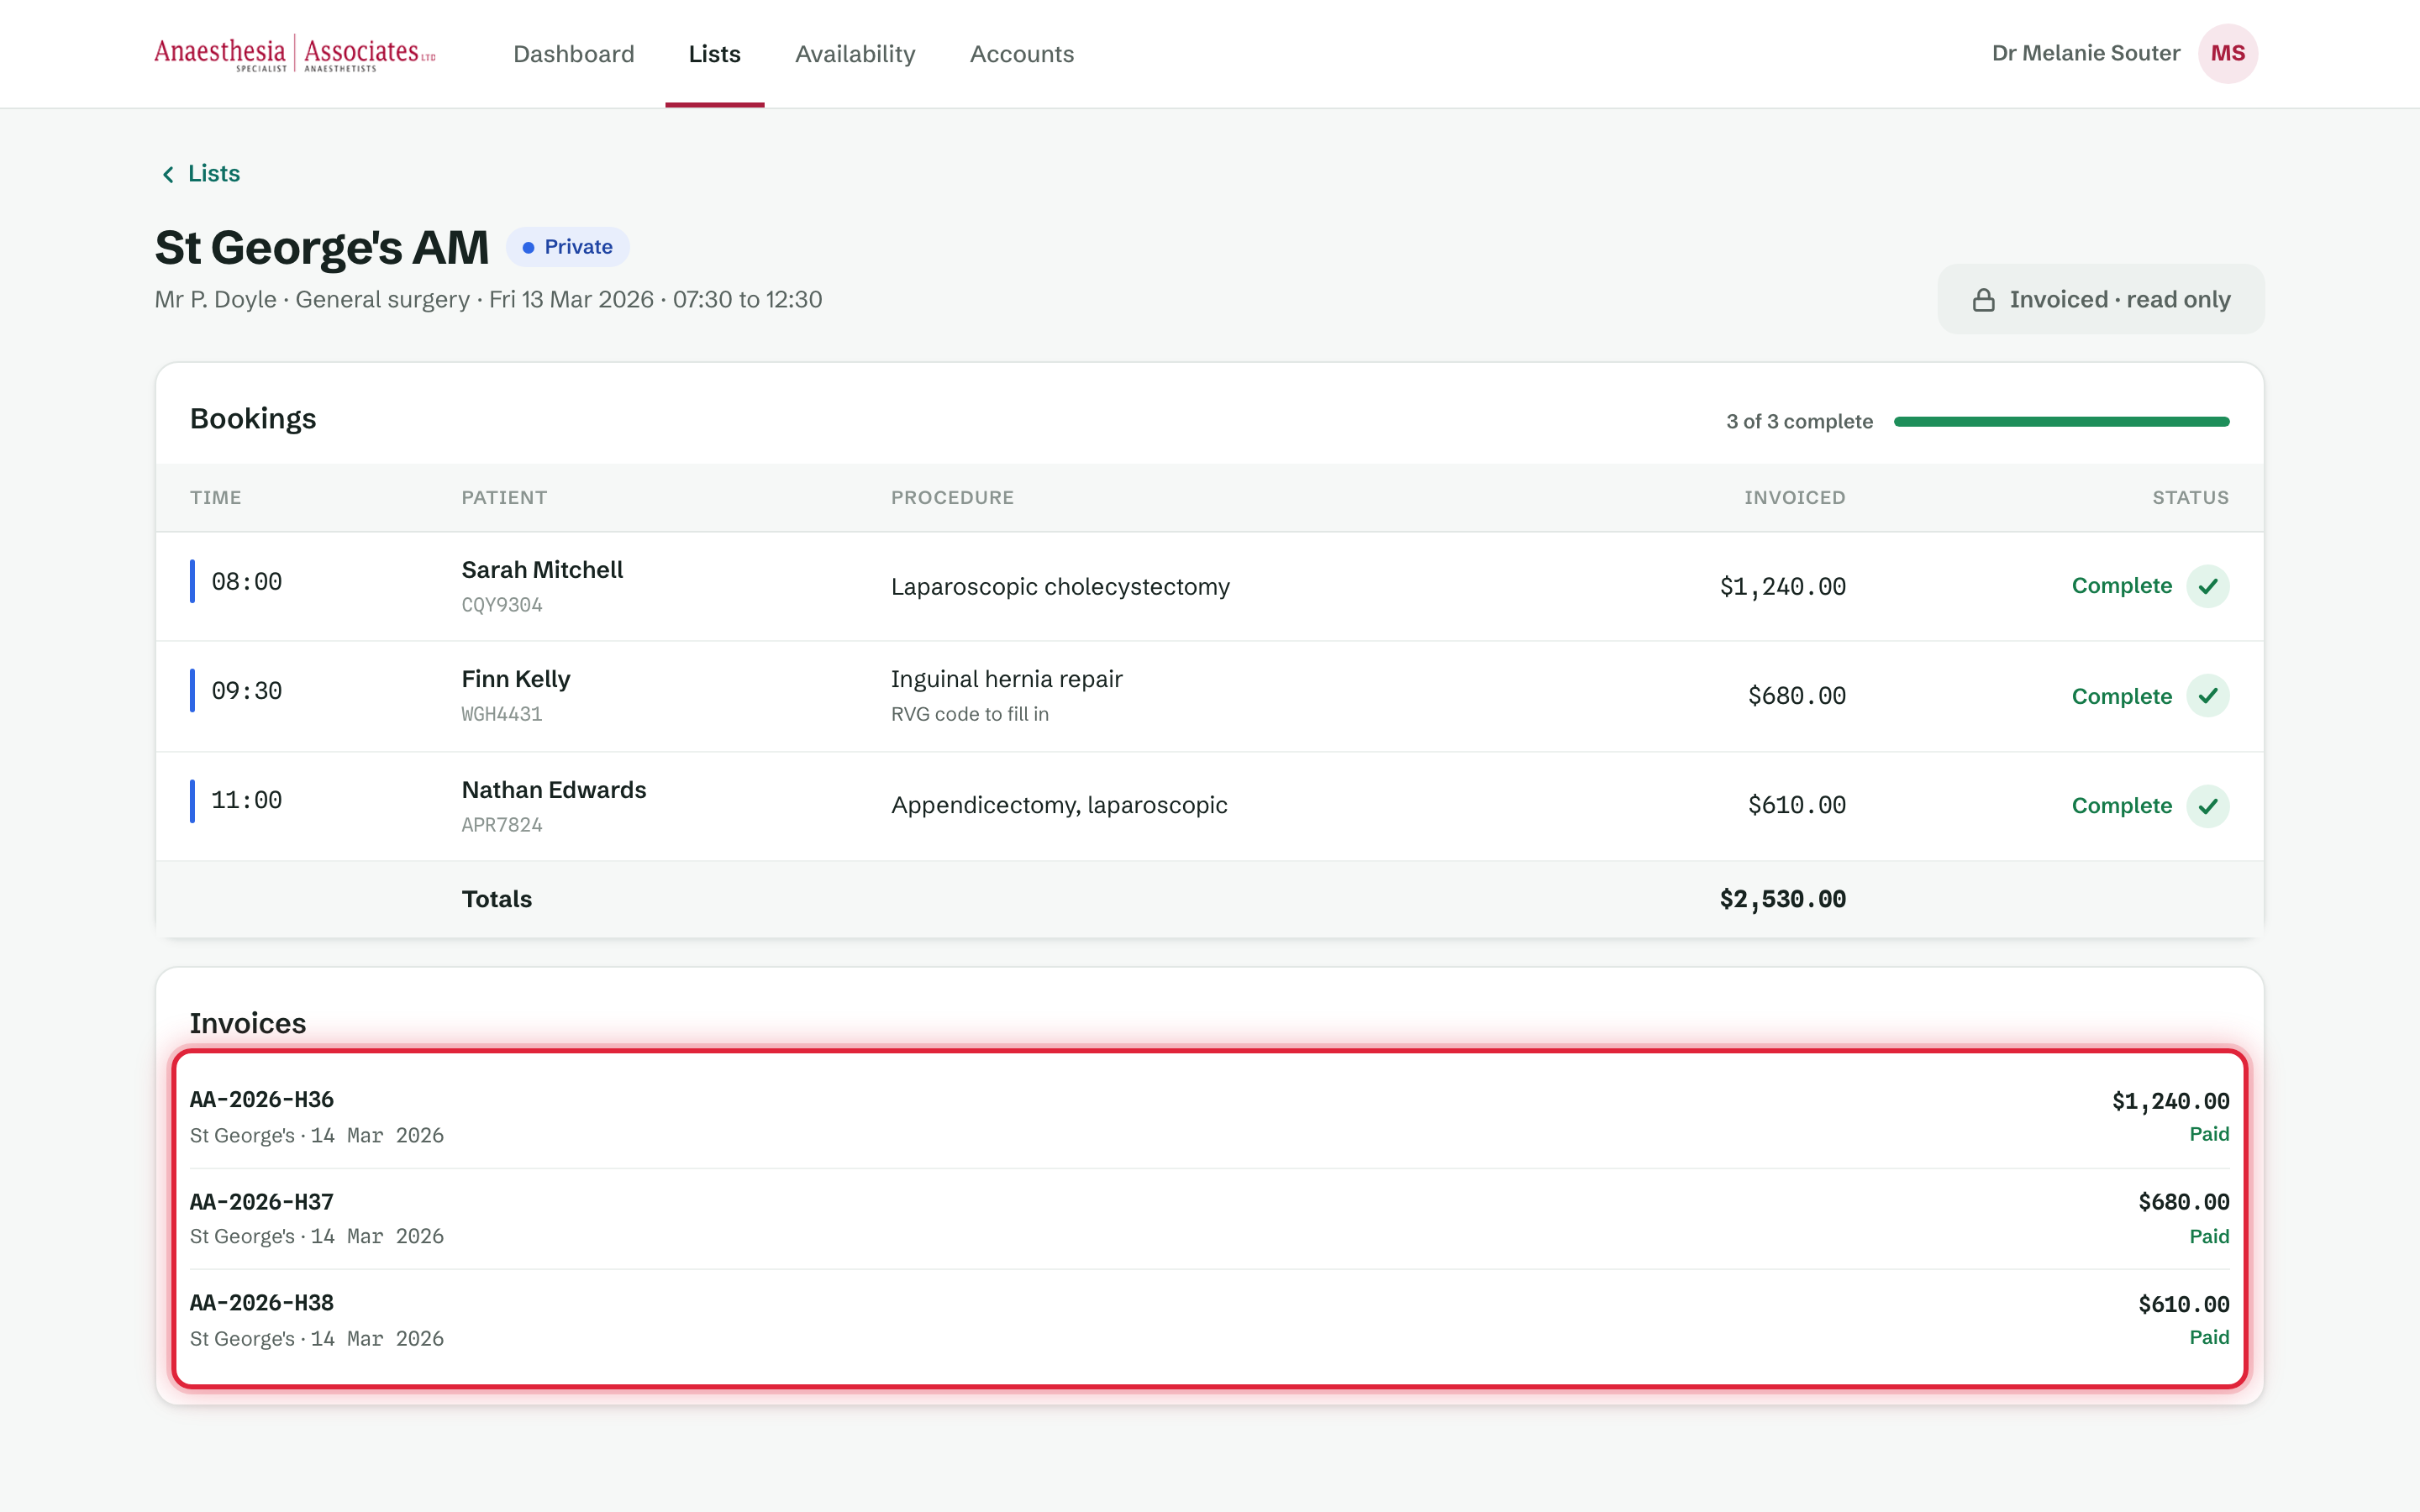 Anaesthesia | Associates LTD
SPECIALIST ANAESTHETISTS
Dashboard
Lists
Availability
Accounts
Dr Melanie Souter
MS
Lists
St George's AM
Private
Mr P. Doyle · General surgery · Fri 13 Mar 2026 · 07:30 to 12:30
Invoiced · read only
Bookings
3 of 3 complete
TIME PATIENT PROCEDURE INVOICED STATUS
08:00 Sarah Mitchell Laparoscopic cholecystectomy $1,240.00 Complete
CQY9304
09:30 Finn Kelly Inguinal hernia repair $680.00 Complete
WGH4431 RVG code to fill in
11:00 Nathan Edwards Appendicectomy, laparoscopic $610.00 Complete
APR7824
Totals $2,530.00
Invoices
AA-2026-H36 $1,240.00
St George's · 14 Mar 2026 Paid
AA-2026-H37 $680.00
St George's · 14 Mar 2026 Paid
AA-2026-H38 $610.00
St George's · 14 Mar 2026 Paid